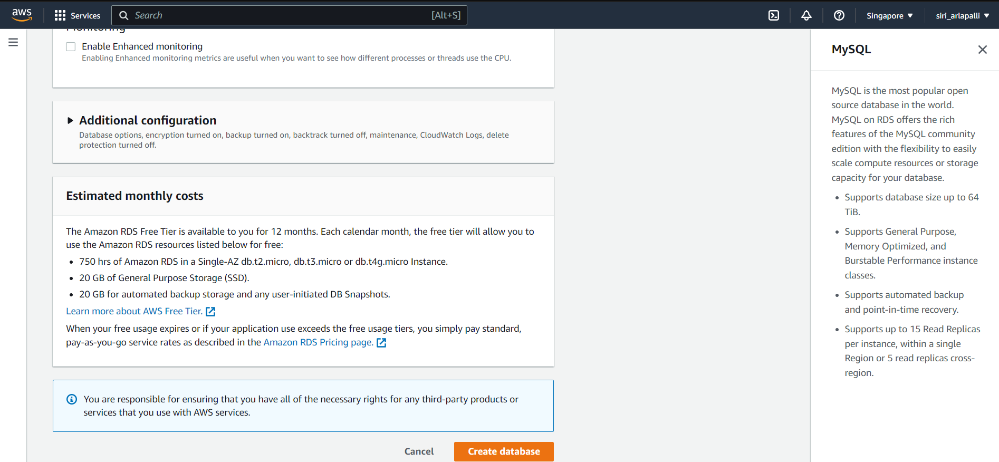 aws
Services
Search
[Alt+S]
Singapore
siri_arlapalli
Monitoring
Enable Enhanced monitoring
Enabling Enhanced monitoring metrics are useful when you want to see how different processes or threads use the CPU.
Additional configuration
Database options, encryption turned on, backup turned on, backtrack turned off, maintenance, CloudWatch Logs, delete
protection turned off.
Estimated monthly costs
The Amazon RDS Free Tier is available to you for 12 months. Each calendar month, the free tier will allow you to
use the Amazon RDS resources listed below for free:
• 750 hrs of Amazon RDS in a Single-AZ db.t2.micro, db.t3.micro or db.t4g.micro Instance.
• 20 GB of General Purpose Storage (SSD).
• 20 GB for automated backup storage and any user-initiated DB Snapshots.
Learn more about AWS Free Tier.
When your free usage expires or if your application use exceeds the free usage tiers, you simply pay standard,
pay-as-you-go service rates as described in the Amazon RDS Pricing page.
You are responsible for ensuring that you have all of the necessary rights for any third-party products or
services that you use with AWS services.
Cancel
Create database
MySQL
MySQL is the most popular open
source database in the world.
MySQL on RDS offers the rich
features of the MySQL community
edition with the flexibility to easily
scale compute resources or storage
capacity for your database.
• Supports database size up to 64
TiB.
• Supports General Purpose,
Memory Optimized, and
Burstable Performance instance
classes.
• Supports automated backup
and point-in-time recovery.
• Supports up to 15 Read Replicas
per instance, within a single
Region or 5 read replicas cross-
region.